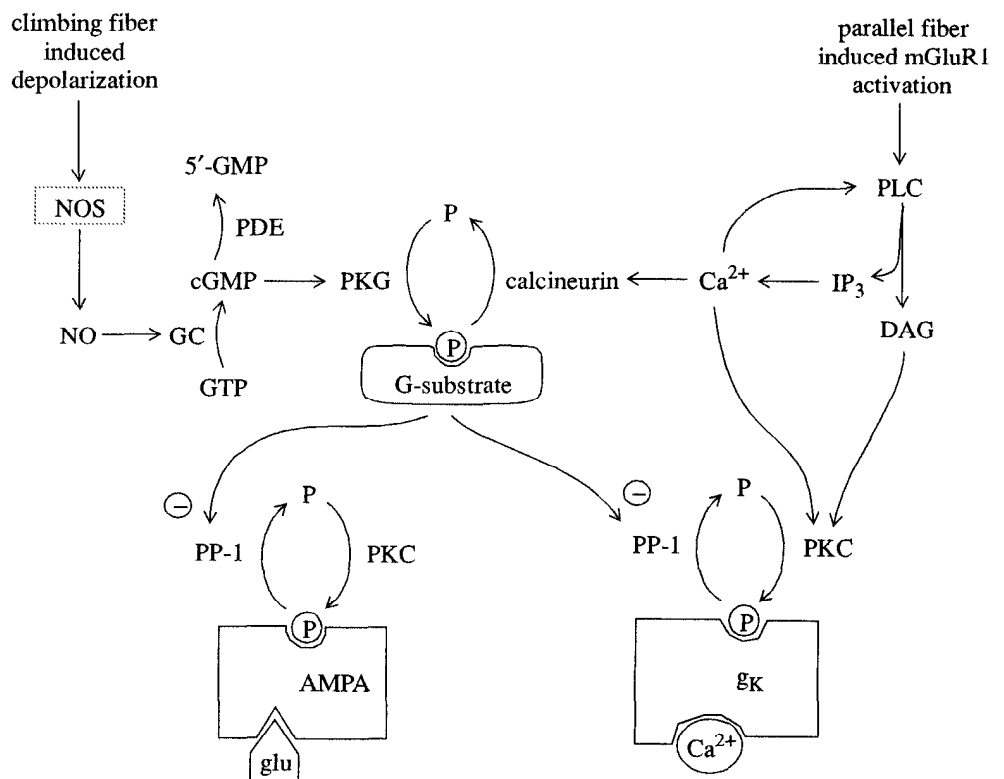 climbing fiber
induced
depolarization
parallel fiber
induced mGluR1
activation
5′-GMP
PLC
NOS
PDE
P
cGMP
PKG
calcineurin
Ca2+
IP3
NO
GC
DAG
P
GTP
G-substrate
−
P
−
P
PP-1
PKC
PP-1
PKC
P
P
AMPA
gK
glu
Ca2+